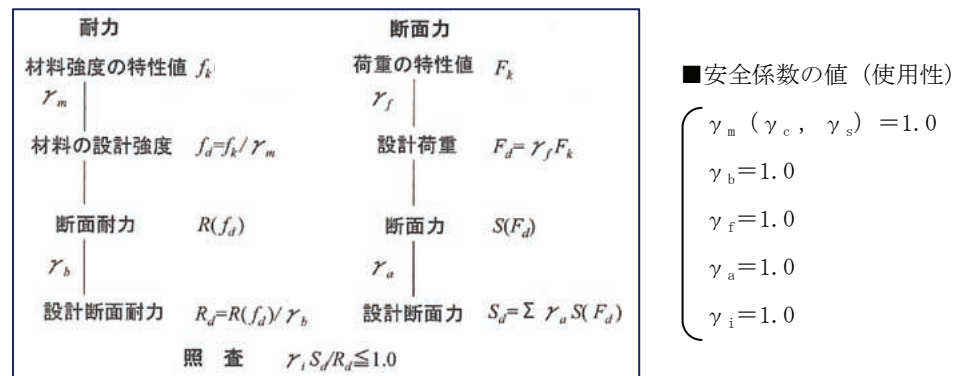 耐力 断面力
材料強度の特性値 fk 荷重の特性値 Fk
γm γf
材料の設計強度 fd=fk/γm 設計荷重 Fd=γf Fk
断面耐力 R(fd) 断面力 S(Fd)
γb γa
設計断面耐力 Rd=R(fd)/γb 設計断面力 Sd=Σ γa S(Fd)
照 査 γi Sd/Rd≦1.0
■安全係数の値（使用性）
γm（γc, γs）=1.0
γb=1.0
γf=1.0
γa=1.0
γi=1.0